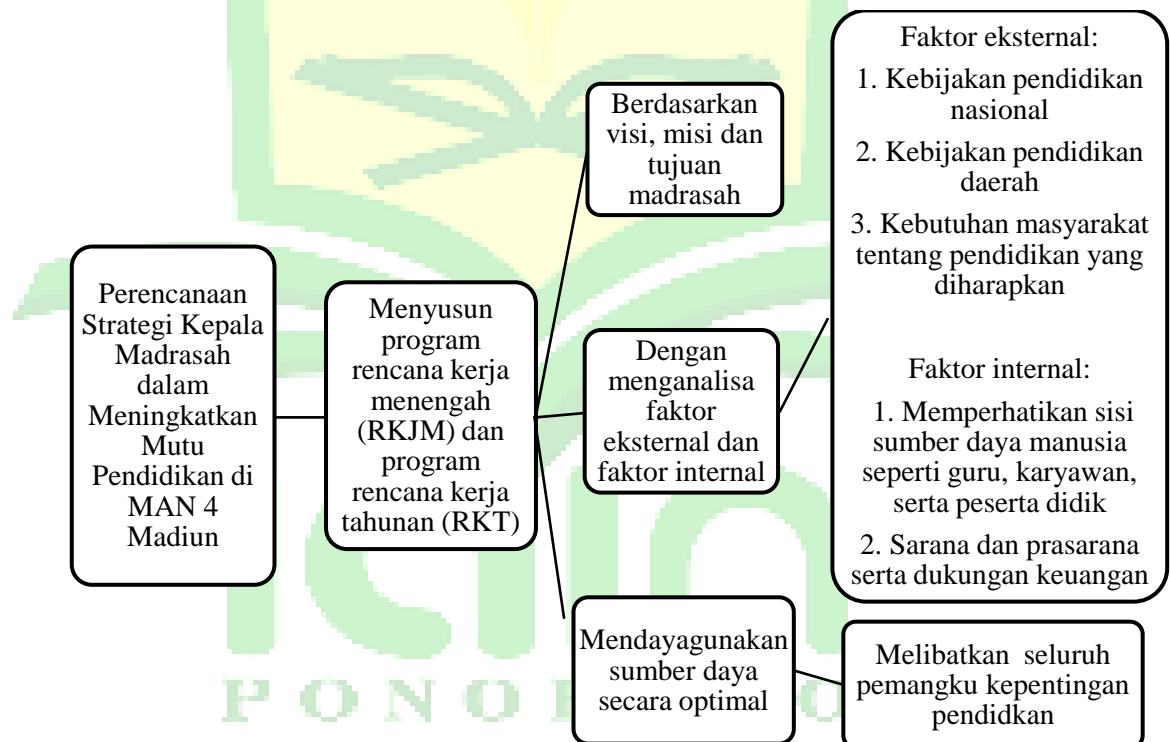 Perencanaan
Strategi Kepala
Madrasah
dalam
Meningkatkan
Mutu
Pendidikan di
MAN 4
Madiun
Menyusun
program
rencana kerja
menengah
(RKJM) dan
program
rencana kerja
tahunan (RKT)
Berdasarkan
visi, misi dan
tujuan
madrasah
Dengan
menganalisa
faktor
eksternal dan
faktor internal
Faktor eksternal:
1. Kebijakan pendidikan
nasional
2. Kebijakan pendidikan
daerah
3. Kebutuhan masyarakat
tentang pendidikan yang
diharapkan
Faktor internal:
1. Memperhatikan sisi
sumber daya manusia
seperti guru, karyawan,
serta peserta didik
2. Sarana dan prasarana
serta dukungan keuangan
Mendayagunakan
sumber daya
secara optimal
Melibatkan seluruh
pemangku kepentingan
pendidkan